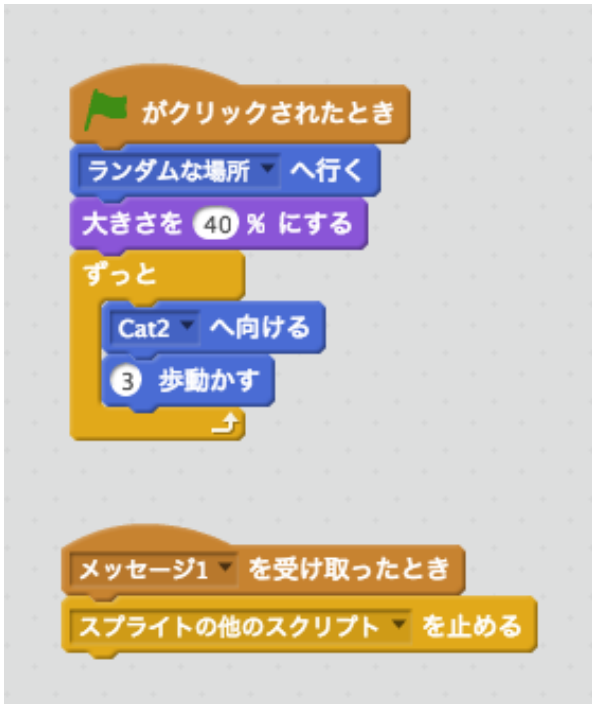 がクリックされたとき
ランダムな場所 へ行く
大きさを 40 % にする
ずっと
Cat2 へ向ける
3 歩動かす
メッセージ1 を受け取ったとき
スプライトの他のスクリプト を止める